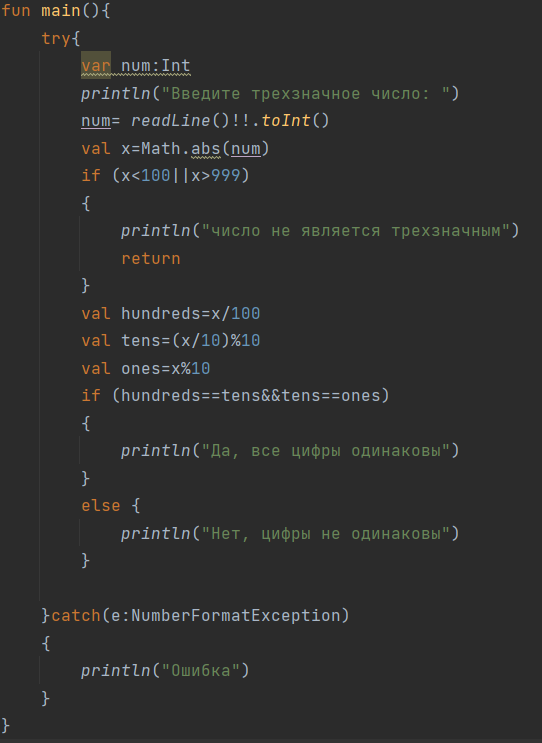 fun main(){
try{
var num:Int
println("Введите трехзначное число: ")
num= readLine()!!.toInt()
val x=Math.abs(num)
if (x<100||x>999)
{
println("число не является трехзначным")
return
}
val hundreds=x/100
val tens=(x/10)%10
val ones=x%10
if (hundreds==tens&&tens==ones)
{
println("Да, все цифры одинаковы")
}
else {
println("Нет, цифры не одинаковы")
}
}catch(e:NumberFormatException)
{
println("Ошибка")
}
}